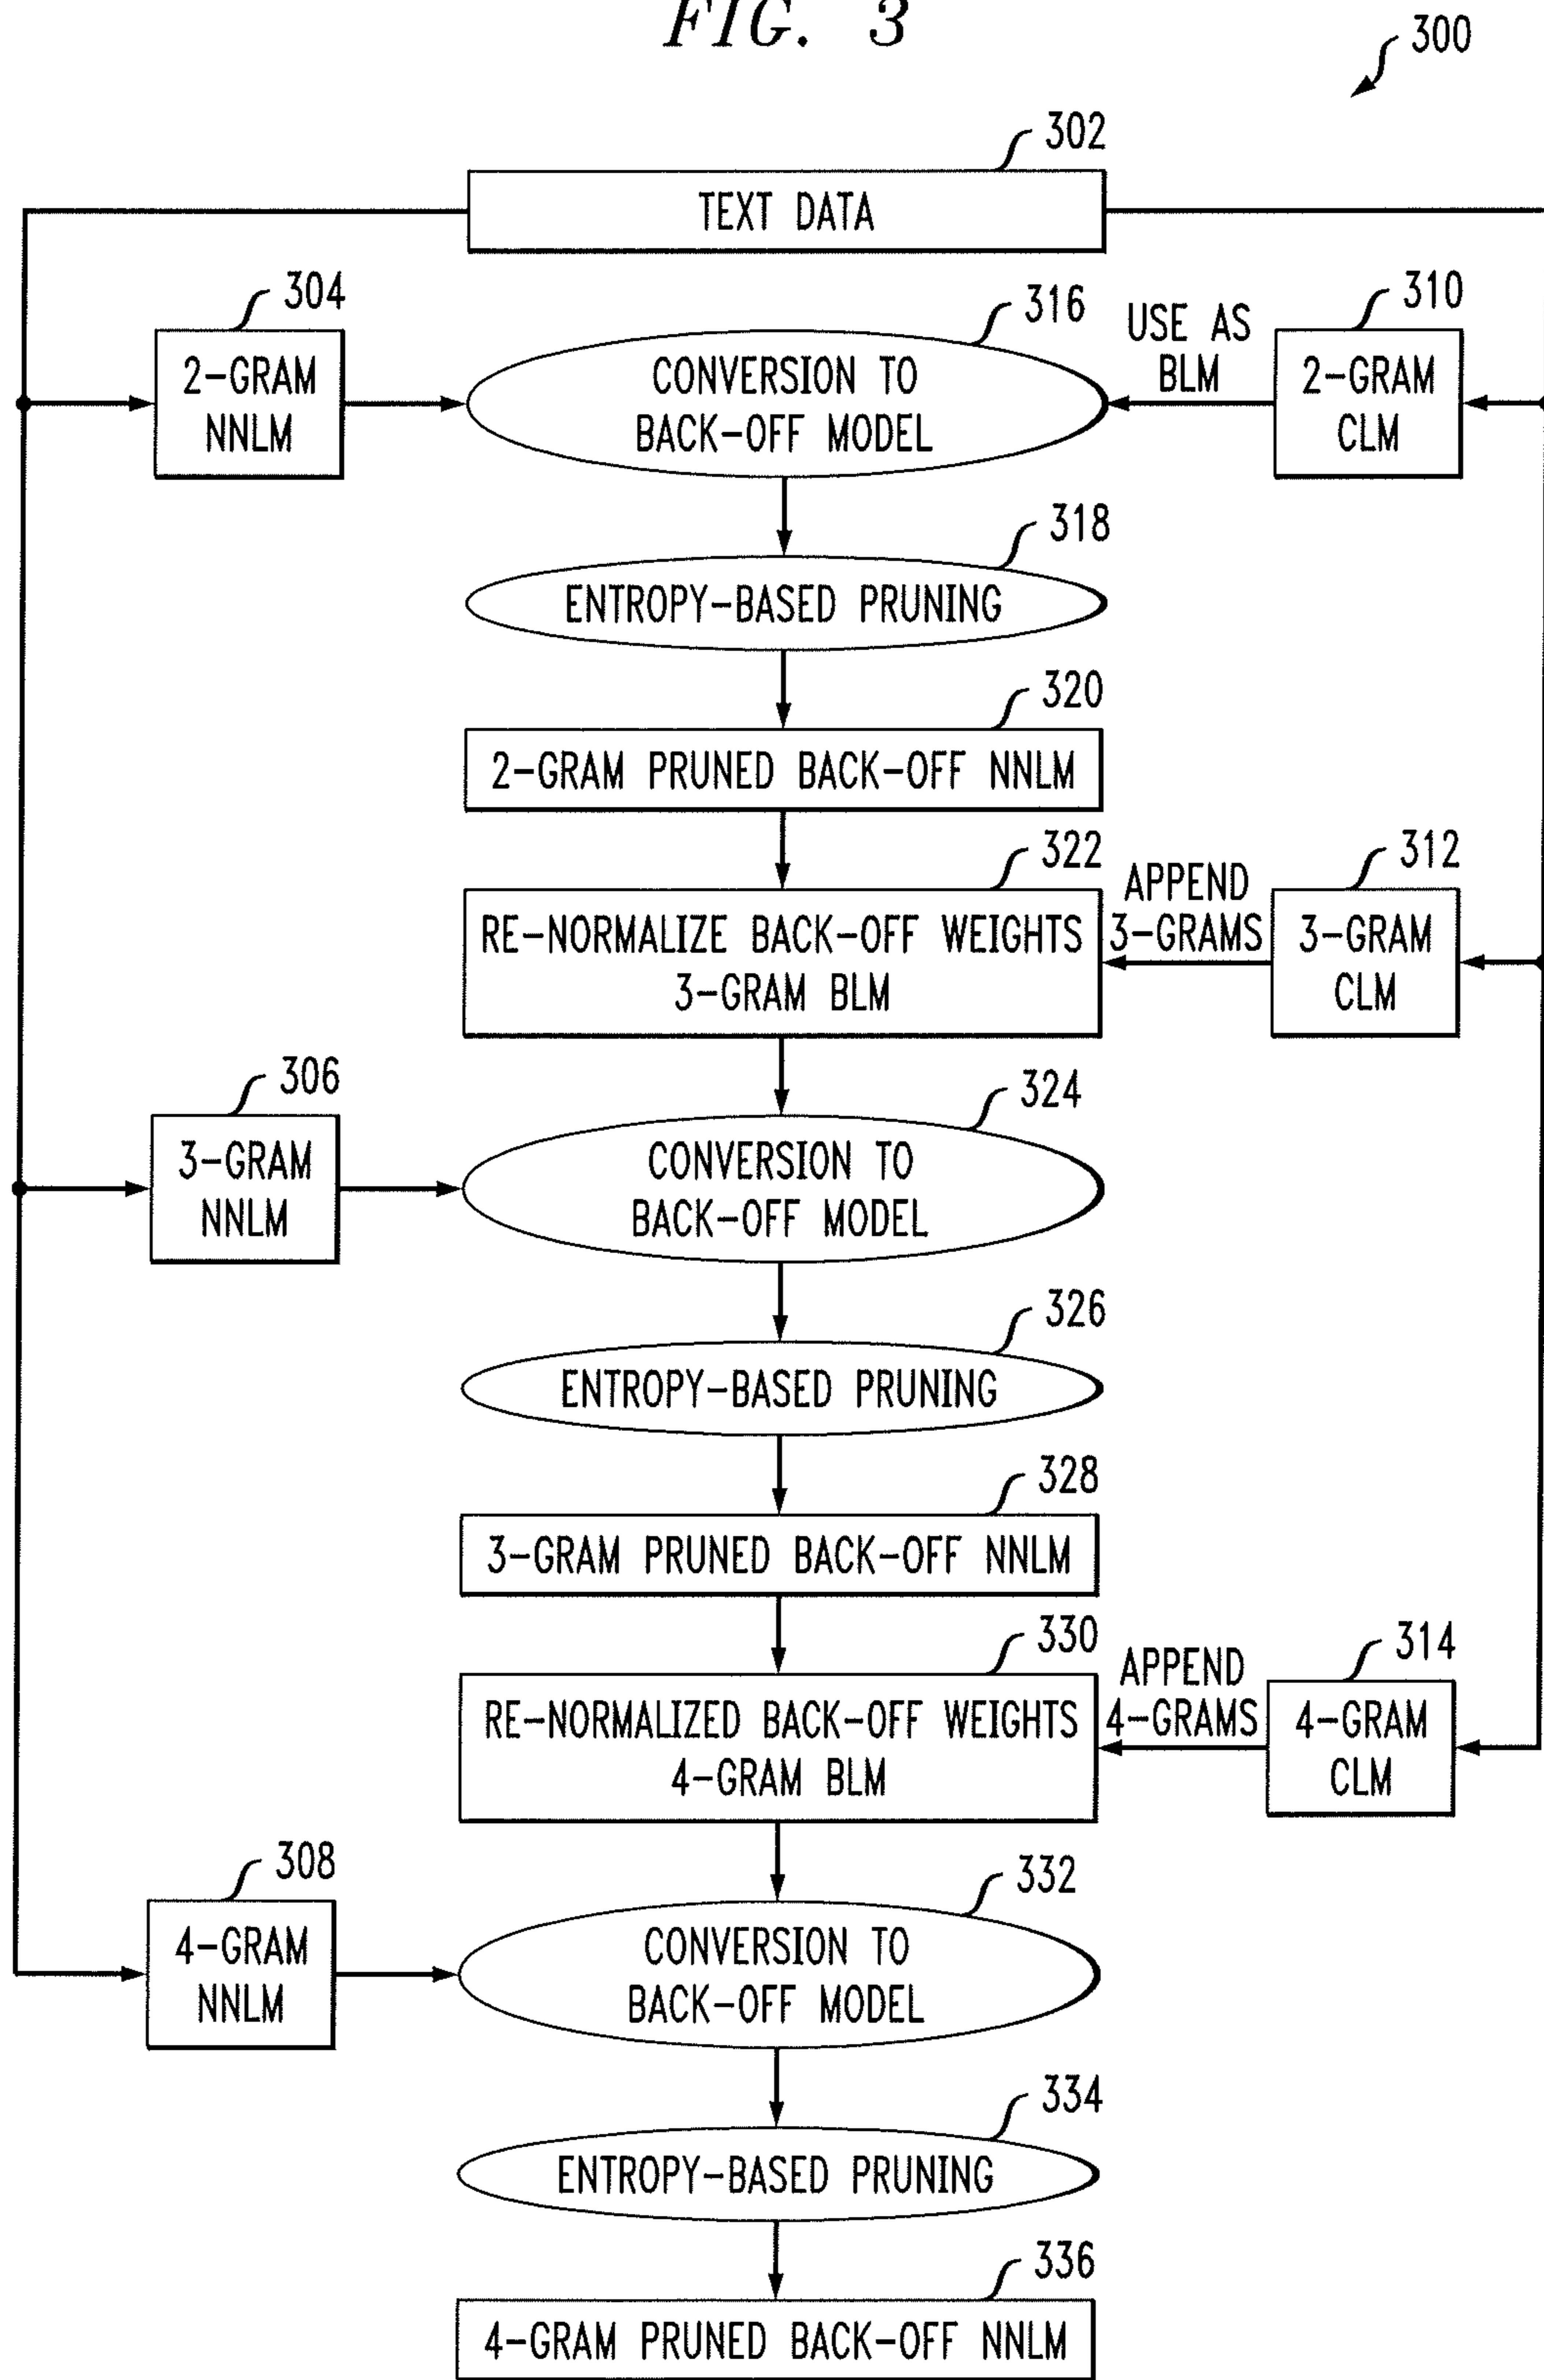 FIG. 3
300
302
TEXT DATA
304
2-GRAM
NNLM
316
CONVERSION TO
BACK-OFF MODEL
USE AS
BLM
310
2-GRAM
CLM
318
ENTROPY-BASED PRUNING
320
2-GRAM PRUNED BACK-OFF NNLM
322
RE-NORMALIZE BACK-OFF WEIGHTS
3-GRAM BLM
APPEND
3-GRAMS
312
3-GRAM
CLM
306
3-GRAM
NNLM
324
CONVERSION TO
BACK-OFF MODEL
326
ENTROPY-BASED PRUNING
328
3-GRAM PRUNED BACK-OFF NNLM
330
RE-NORMALIZED BACK-OFF WEIGHTS
4-GRAM BLM
APPEND
4-GRAMS
314
4-GRAM
CLM
308
4-GRAM
NNLM
332
CONVERSION TO
BACK-OFF MODEL
334
ENTROPY-BASED PRUNING
336
4-GRAM PRUNED BACK-OFF NNLM